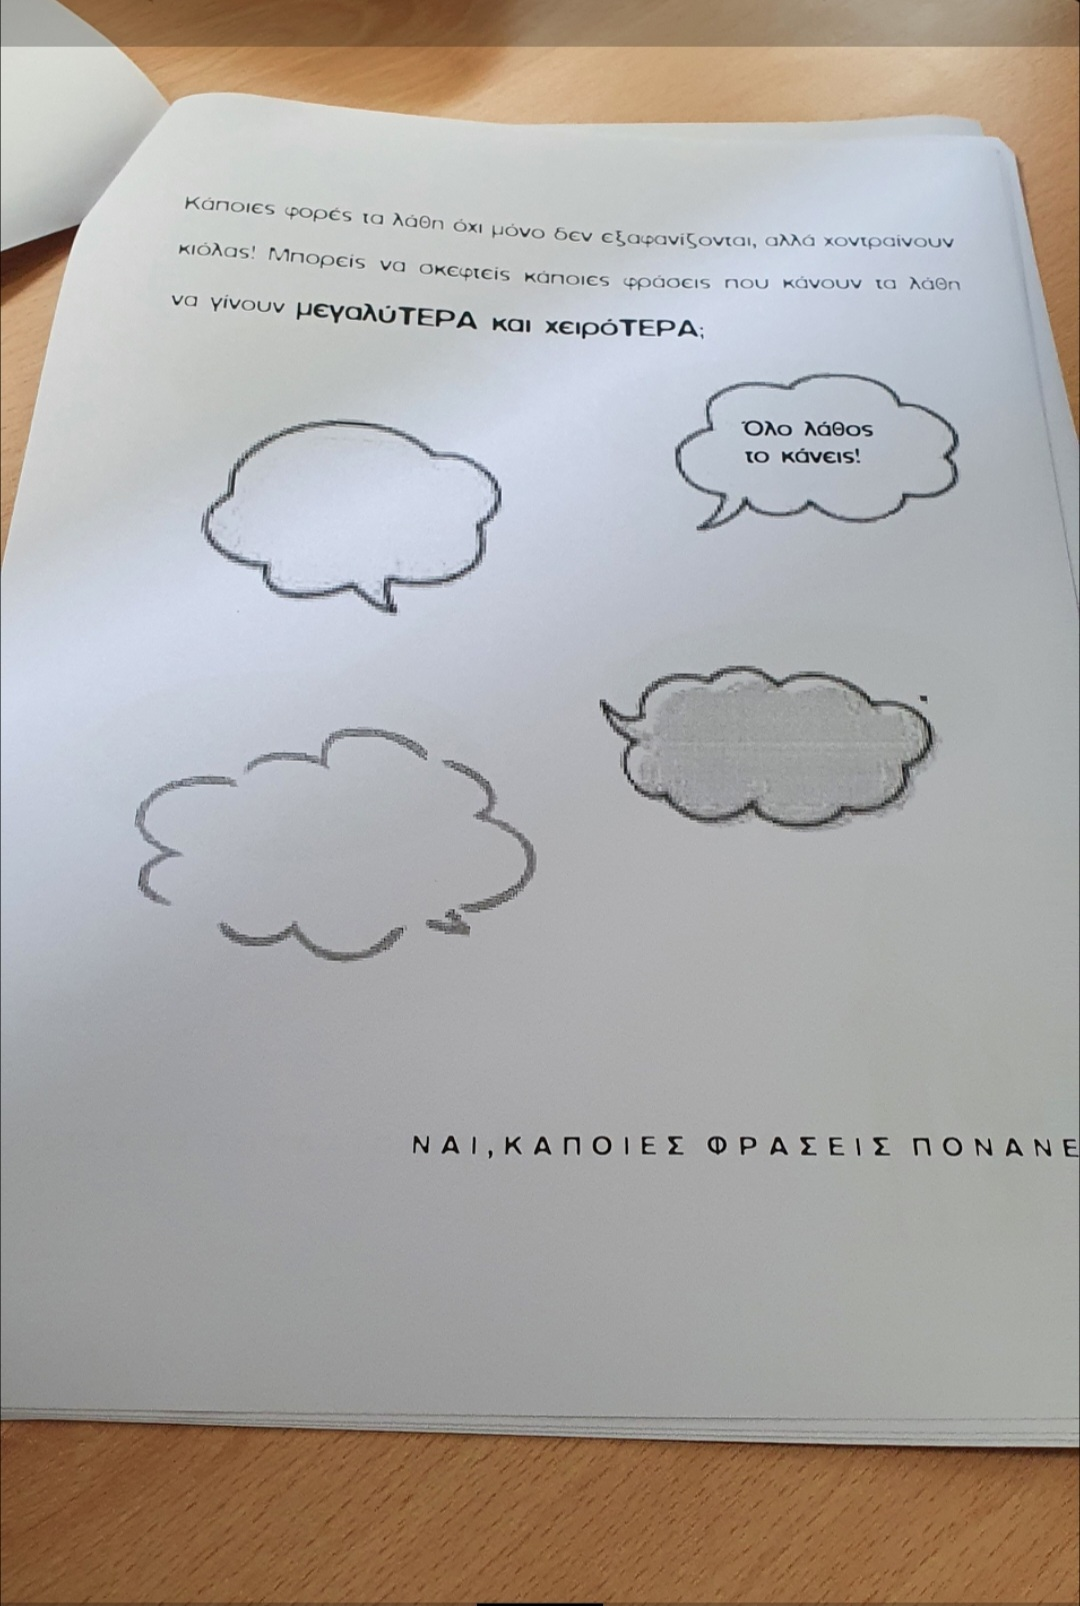 Κάποιες φορές τα λάθη όχι μόνο δεν εξαφανίζονται, αλλά χοντραίνουν
κιόλας! Μπορείς να σκεφτείς κάποιες φράσεις που κάνουν τα λάθη
να γίνουν μεγαλύΤΕΡΑ και χειρόΤΕΡΑ;
Όλο λάθος
το κάνεις!
ΝΑΙ, ΚΑΠΟΙΕΣ ΦΡΑΣΕΙΣ ΠΟΝΑΝΕ